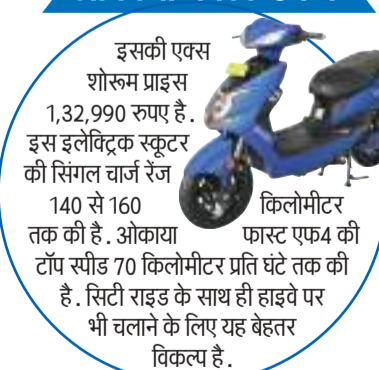 इसकी एक्स
शोरूम प्राइस
1,32,990 रुपए है.
इस इलेक्ट्रिक स्कूटर
की सिंगल चार्ज रेंज
140 से 160 किलोमीटर
तक की है. ओकाया फास्ट एफ4 की
टॉप स्पीड 70 किलोमीटर प्रति घंटे तक की
है. सिटी राइड के साथ ही हाइवे पर
भी चलाने के लिए यह बेहतर
विकल्प है.